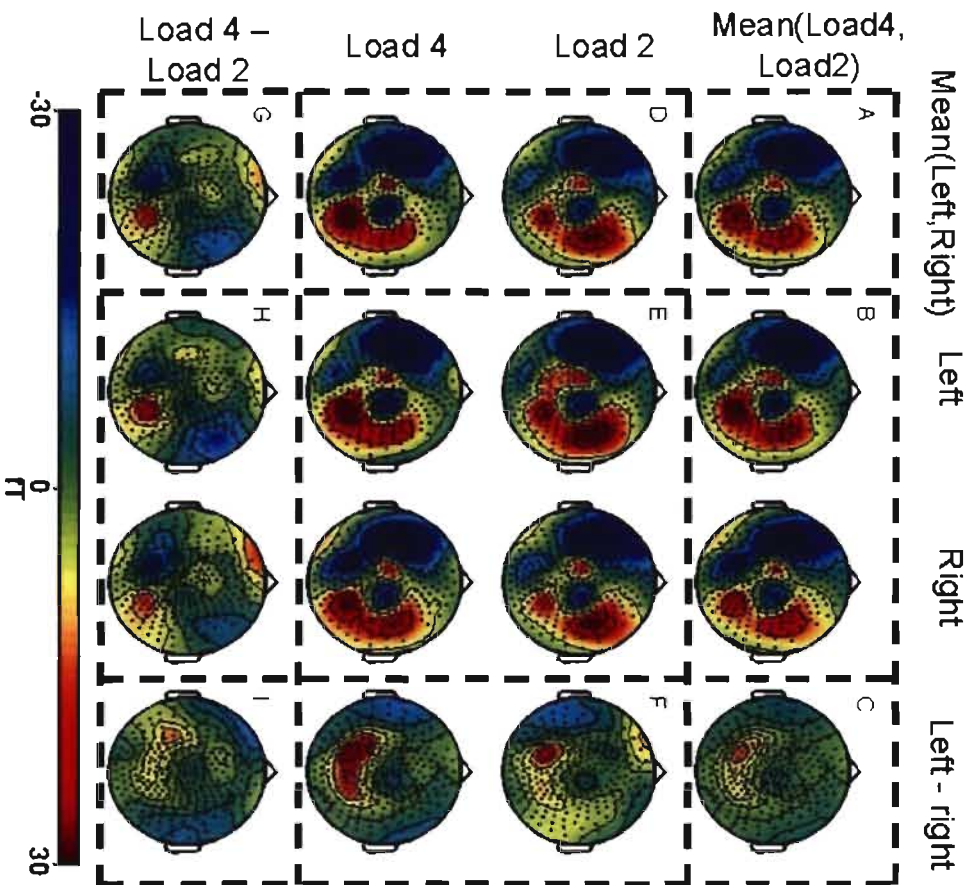 Load 4 –
Load 2
Load 4
Load 2
Mean(Load4,
Load2)
Mean(Left,Right)
Left
Right
Left - right
A
B
C
D
E
F
G
H
I
-30
0
30
fT